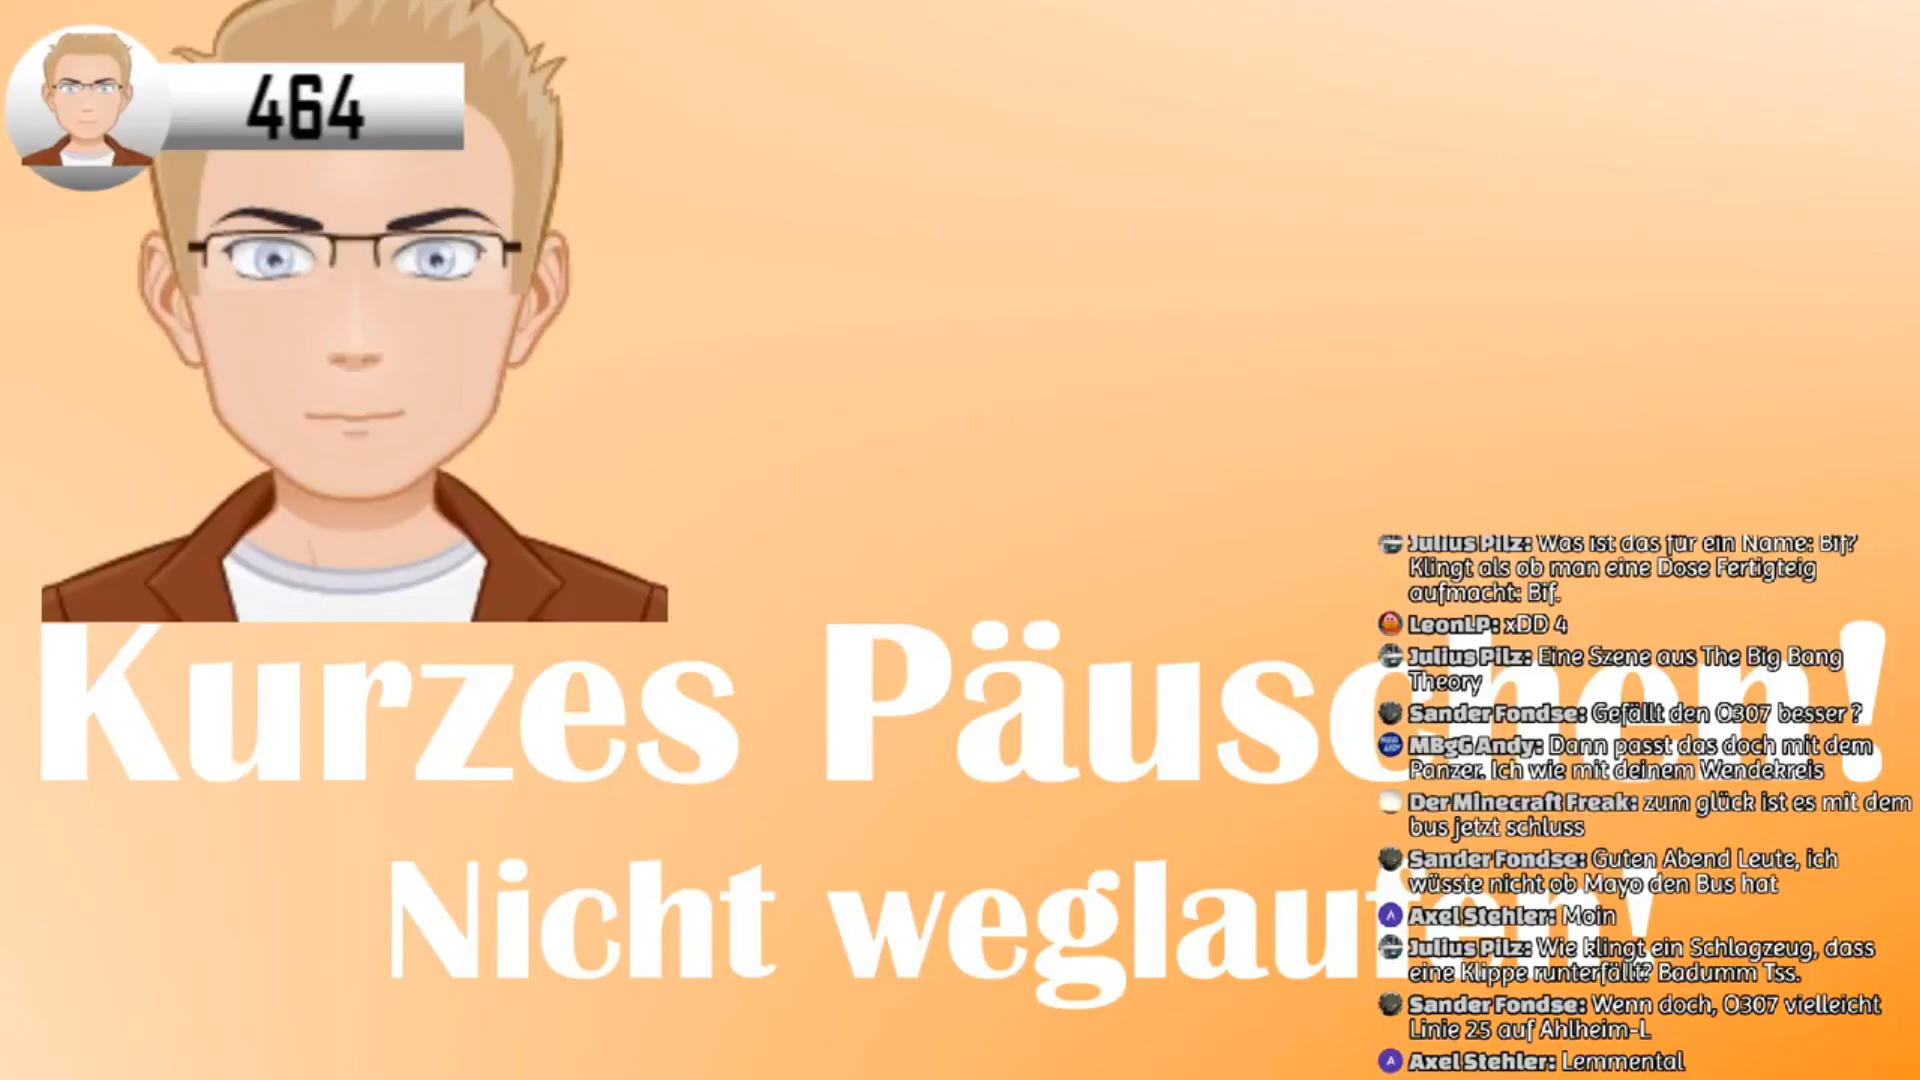 464
Kurzes Päuschen!
Nicht weglaufen!
Julius Pilz: Was ist das für ein Name: Bif?
Klingt als ob man eine Dose Fertigteig
aufmacht: Bif.
LeonLP: xDD 4
Julius Pilz: Eine Szene aus The Big Bang
Theory
Sander Fondse: Gefällt den O307 besser ?
MBgG Andy: Dann passt das doch mit dem
Panzer. Ich wie mit deinem Wendekreis
Der Minecraft Freak: zum glück ist es mit dem
bus jetzt schluss
Sander Fondse: Guten Abend Leute, ich
wüsste nicht ob Mayo den Bus hat
A Axel Stehler: Moin
Julius Pilz: Wie klingt ein Schlagzeug, dass
eine Klippe runterfällt? Badumm Tss.
Sander Fondse: Wenn doch, O307 vielleicht
Linie 25 auf Ahlheim-L
A Axel Stehler: Lemmental